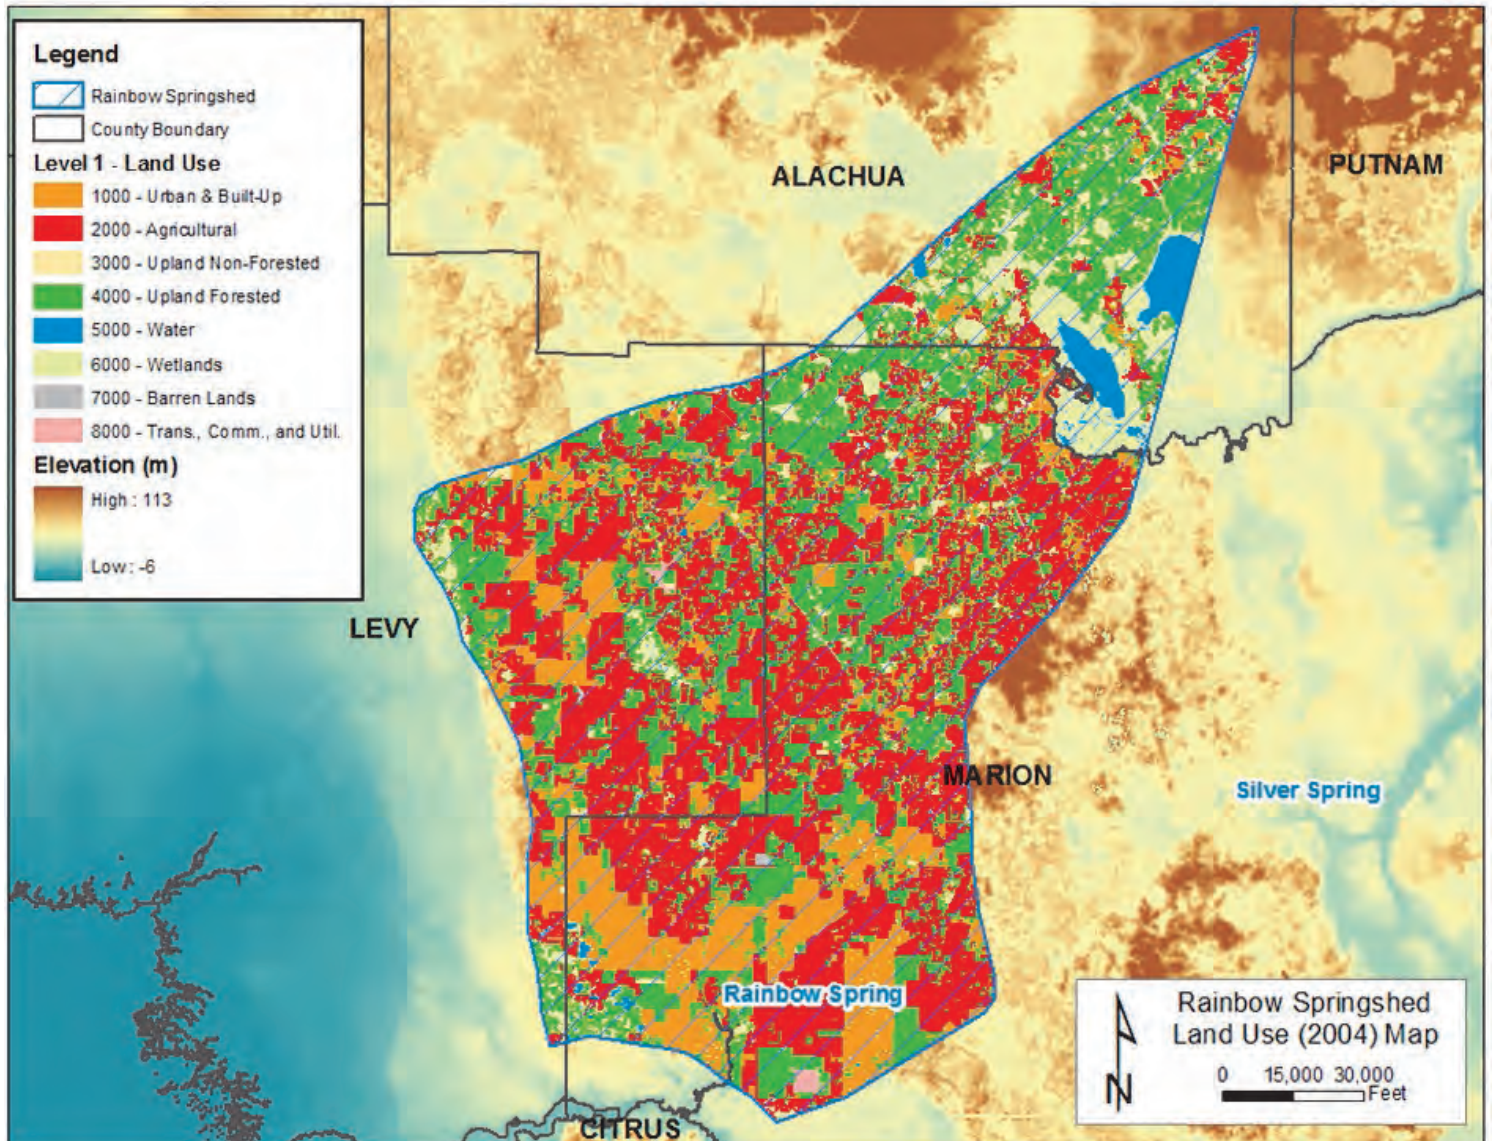 Legend
Rainbow Springshed
County Boundary
Level 1 - Land Use
1000 - Urban & Built-Up
2000 - Agricultural
3000 - Upland Non-Forested
4000 - Upland Forested
5000 - Water
6000 - Wetlands
7000 - Barren Lands
8000 - Trans., Comm., and Util.
Elevation (m)
High : 113
Low : -6
ALACHUA
PUTNAM
LEVY
MARION
Silver Spring
Rainbow Spring
CITRUS
Rainbow Springshed
Land Use (2004) Map
N
0 15,000 30,000
Feet